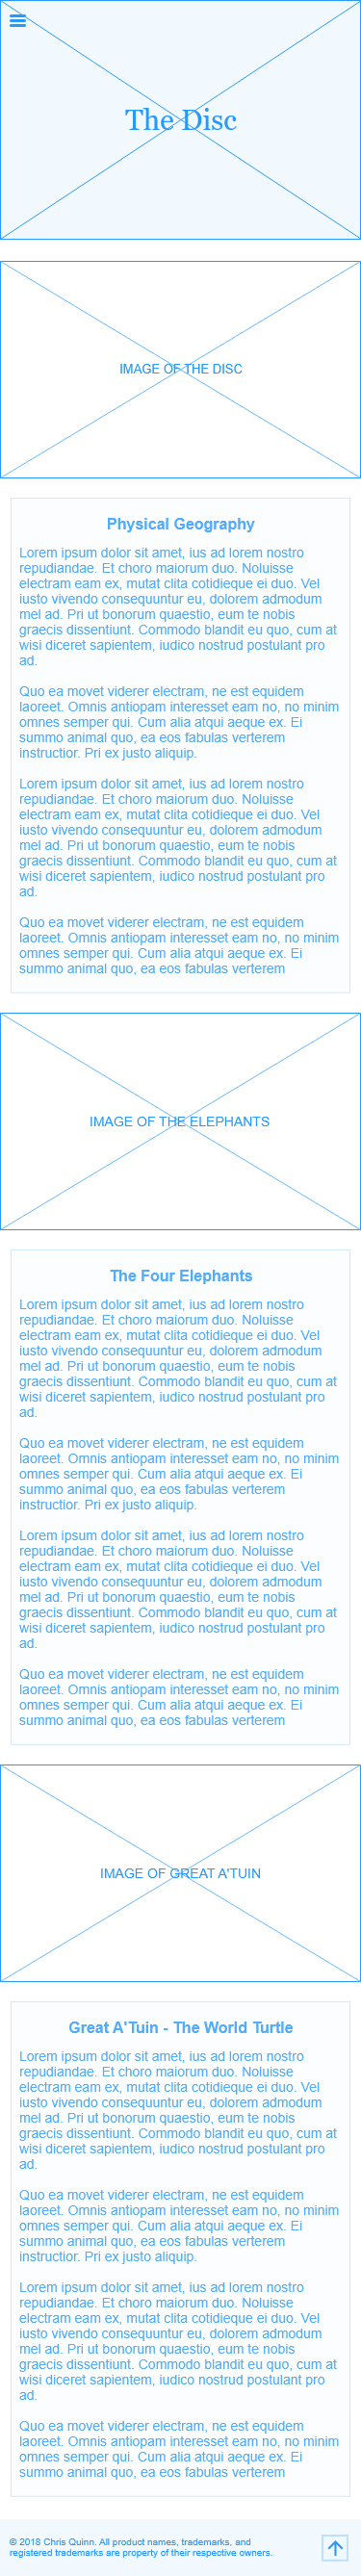 The Disc
IMAGE OF THE DISC
Physical Geography
Lorem ipsum dolor sit amet, ius ad lorem nostro
repudiandae. Et choro maiorum duo. Noluisse
electram eam ex, mutat clita cotidieque ei duo. Vel
iusto vivendo consequuntur eu, dolorem admodum
mel ad. Pri ut bonorum quaestio, eum te nobis
graecis dissentiunt. Commodo blandit eu quo, cum at
wisi diceret sapientem, iudico nostrud postulant pro
ad.
Quo ea movet viderer electram, ne est equidem
laoreet. Omnis antiopam interesset eam no, no minim
omnes semper qui. Cum alia atqui aeque ex. Ei
summo animal quo, ea eos fabulas verterem
instructior. Pri ex justo aliquip.
Lorem ipsum dolor sit amet, ius ad lorem nostro
repudiandae. Et choro maiorum duo. Noluisse
electram eam ex, mutat clita cotidieque ei duo. Vel
iusto vivendo consequuntur eu, dolorem admodum
mel ad. Pri ut bonorum quaestio, eum te nobis
graecis dissentiunt. Commodo blandit eu quo, cum at
wisi diceret sapientem, iudico nostrud postulant pro
ad.
Quo ea movet viderer electram, ne est equidem
laoreet. Omnis antiopam interesset eam no, no minim
omnes semper qui. Cum alia atqui aeque ex. Ei
summo animal quo, ea eos fabulas verterem
IMAGE OF THE ELEPHANTS
The Four Elephants
Lorem ipsum dolor sit amet, ius ad lorem nostro
repudiandae. Et choro maiorum duo. Noluisse
electram eam ex, mutat clita cotidieque ei duo. Vel
iusto vivendo consequuntur eu, dolorem admodum
mel ad. Pri ut bonorum quaestio, eum te nobis
graecis dissentiunt. Commodo blandit eu quo, cum at
wisi diceret sapientem, iudico nostrud postulant pro
ad.
Quo ea movet viderer electram, ne est equidem
laoreet. Omnis antiopam interesset eam no, no minim
omnes semper qui. Cum alia atqui aeque ex. Ei
summo animal quo, ea eos fabulas verterem
instructior. Pri ex justo aliquip.
Lorem ipsum dolor sit amet, ius ad lorem nostro
repudiandae. Et choro maiorum duo. Noluisse
electram eam ex, mutat clita cotidieque ei duo. Vel
iusto vivendo consequuntur eu, dolorem admodum
mel ad. Pri ut bonorum quaestio, eum te nobis
graecis dissentiunt. Commodo blandit eu quo, cum at
wisi diceret sapientem, iudico nostrud postulant pro
ad.
Quo ea movet viderer electram, ne est equidem
laoreet. Omnis antiopam interesset eam no, no minim
omnes semper qui. Cum alia atqui aeque ex. Ei
summo animal quo, ea eos fabulas verterem
IMAGE OF GREAT A'TUIN
Great A'Tuin - The World Turtle
Lorem ipsum dolor sit amet, ius ad lorem nostro
repudiandae. Et choro maiorum duo. Noluisse
electram eam ex, mutat clita cotidieque ei duo. Vel
iusto vivendo consequuntur eu, dolorem admodum
mel ad. Pri ut bonorum quaestio, eum te nobis
graecis dissentiunt. Commodo blandit eu quo, cum at
wisi diceret sapientem, iudico nostrud postulant pro
ad.
Quo ea movet viderer electram, ne est equidem
laoreet. Omnis antiopam interesset eam no, no minim
omnes semper qui. Cum alia atqui aeque ex. Ei
summo animal quo, ea eos fabulas verterem
instructior. Pri ex justo aliquip.
Lorem ipsum dolor sit amet, ius ad lorem nostro
repudiandae. Et choro maiorum duo. Noluisse
electram eam ex, mutat clita cotidieque ei duo. Vel
iusto vivendo consequuntur eu, dolorem admodum
mel ad. Pri ut bonorum quaestio, eum te nobis
graecis dissentiunt. Commodo blandit eu quo, cum at
wisi diceret sapientem, iudico nostrud postulant pro
ad.
Quo ea movet viderer electram, ne est equidem
laoreet. Omnis antiopam interesset eam no, no minim
omnes semper qui. Cum alia atqui aeque ex. Ei
summo animal quo, ea eos fabulas verterem
© 2018 Chris Quinn. All product names, trademarks, and
registered trademarks are property of their respective owners.